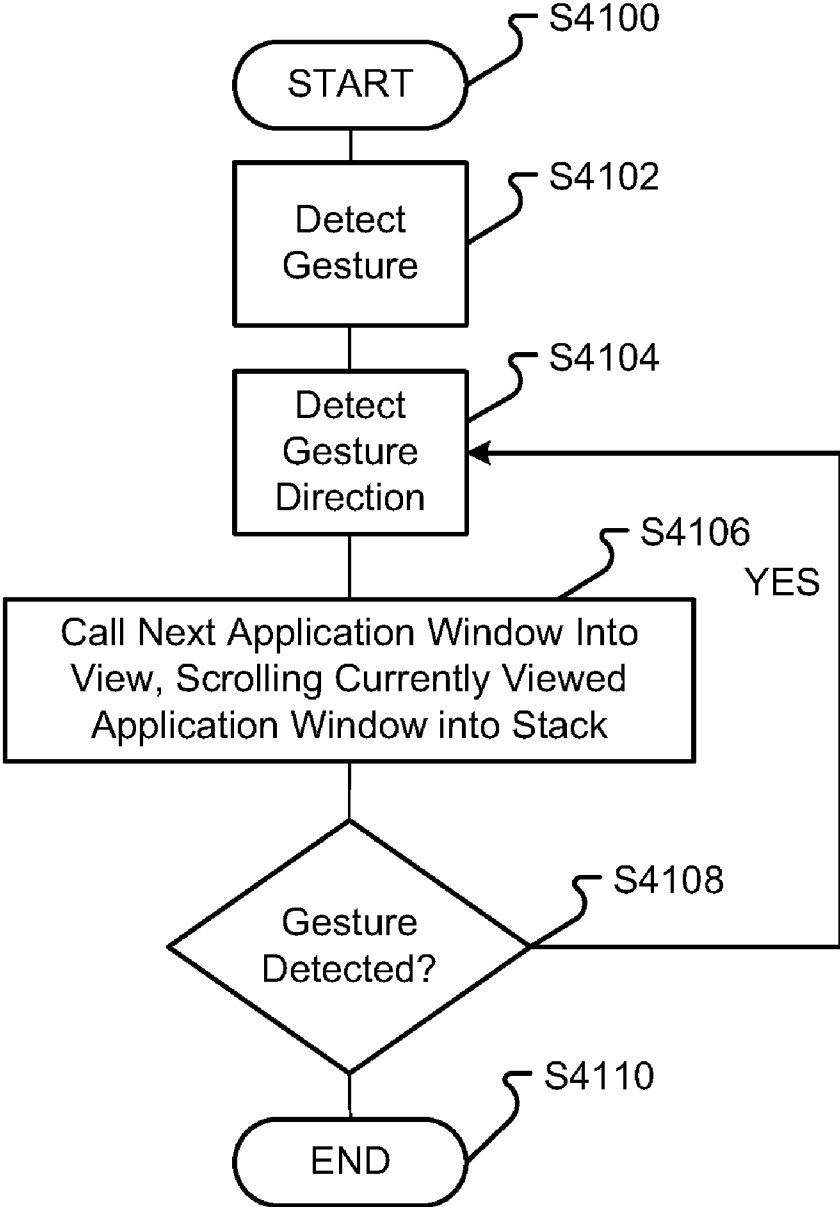 S4100
START
S4102
Detect
Gesture
S4104
Detect
Gesture
Direction
S4106
YES
Call Next Application Window Into
View, Scrolling Currently Viewed
Application Window into Stack
S4108
Gesture
Detected?
S4110
END